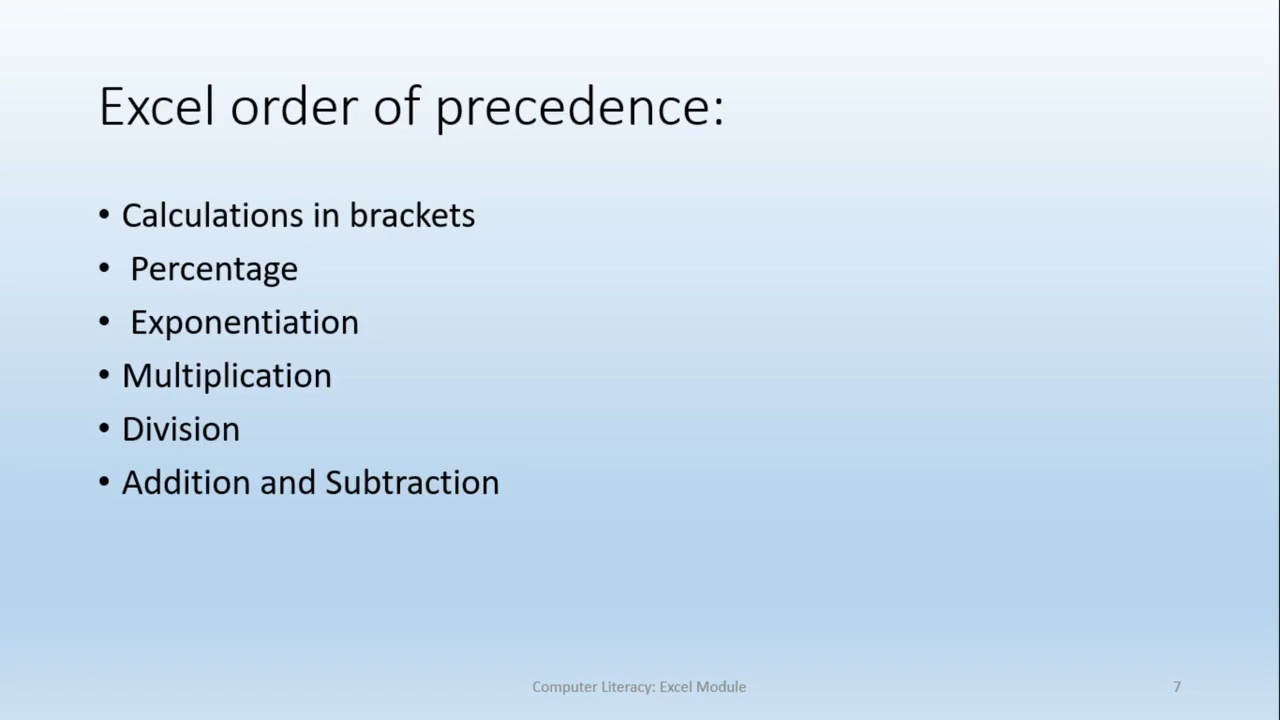 Excel order of precedence:
• Calculations in brackets
• Percentage
• Exponentiation
• Multiplication
• Division
• Addition and Subtraction
Computer Literacy: Excel Module
7